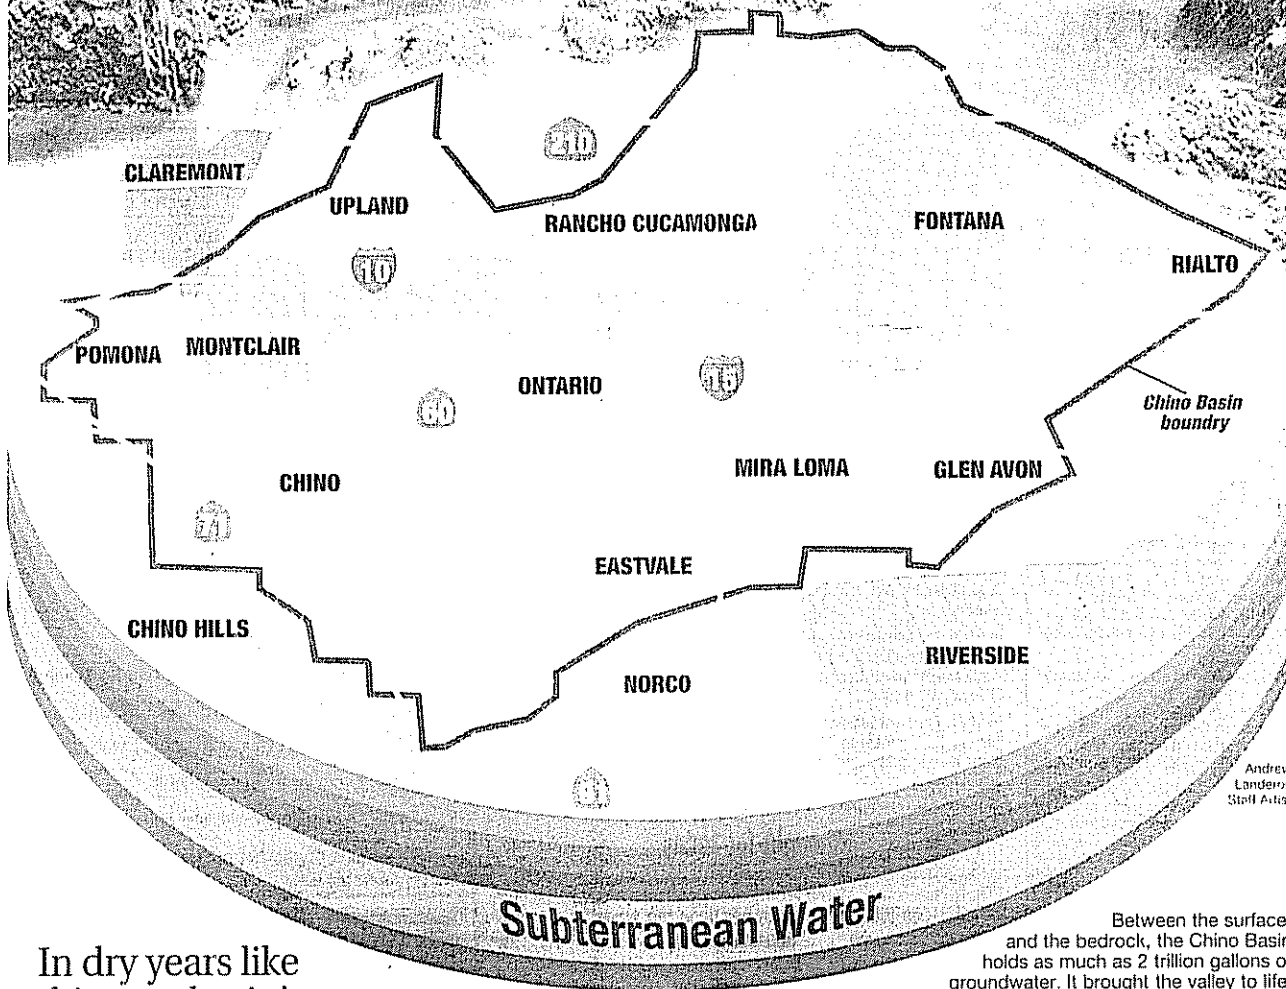 CLAREMONT
UPLAND
210
RANCHO CUCAMONGA
FONTANA
RIALTO
10
POMONA
MONTCLAIR
ONTARIO
15
60
Chino Basin
boundry
CHINO
MIRA LOMA
GLEN AVON
71
EASTVALE
CHINO HILLS
RIVERSIDE
NORCO
Staff
Subterranean Water
In dry years like
Between the surface
and the bedrock, the Chino Basin
holds as much as 2 trillion gallons o
groundwater. It brought the valley to life